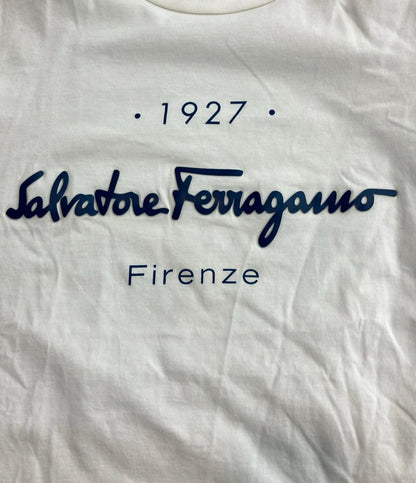 · 1927 ·
Salvatore Ferragamo
Firenze